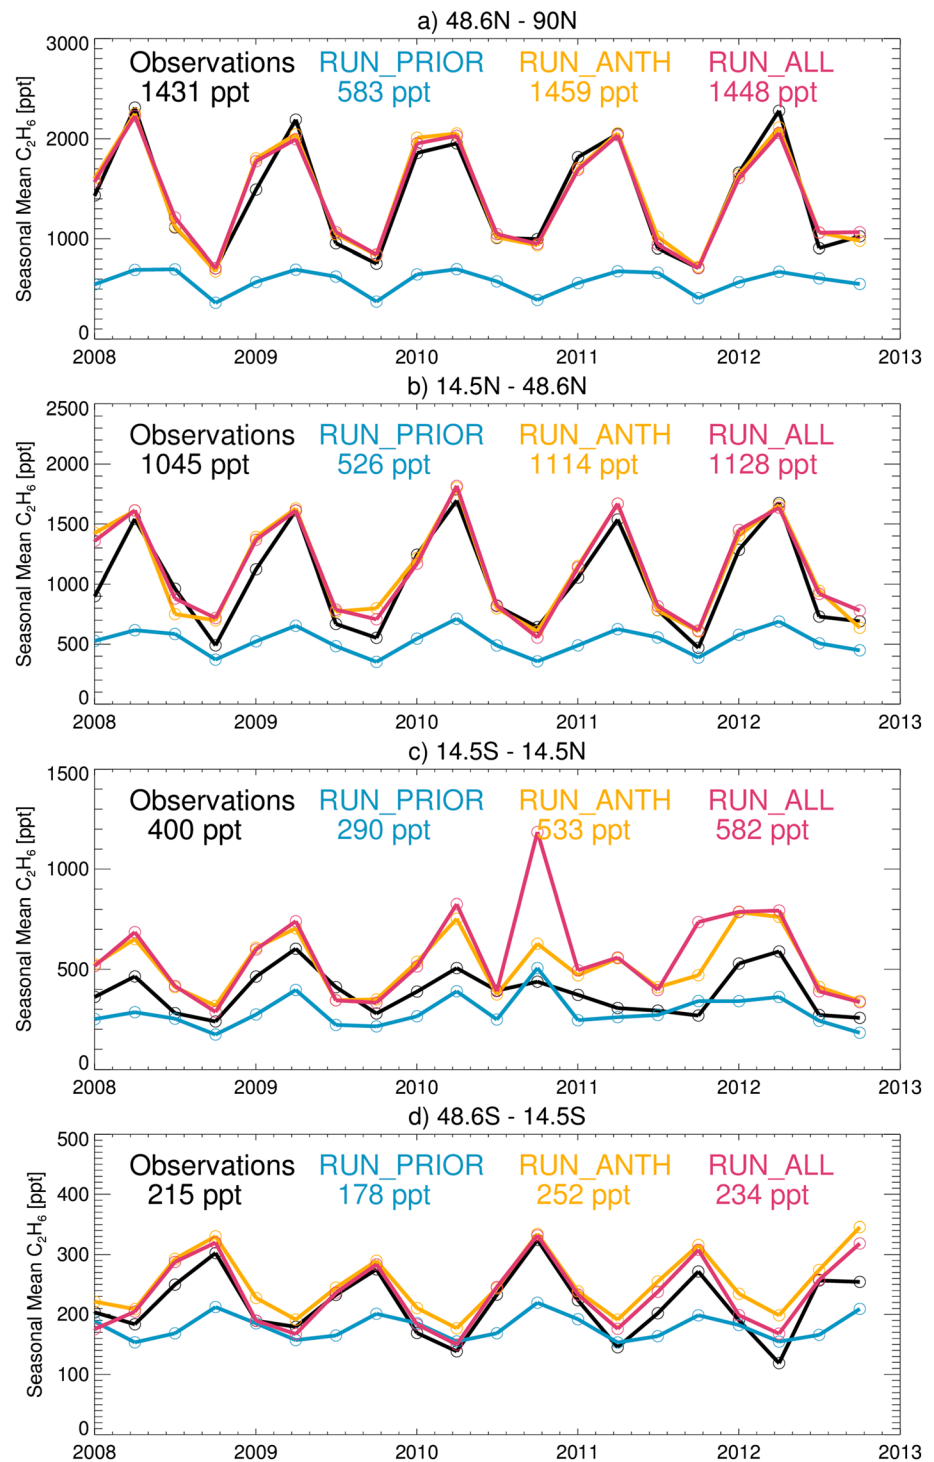 a) 48.6N - 90N
Seasonal Mean C₂H₆ [ppt]
3000
2000
1000
0
Observations RUN_PRIOR RUN_ANTH RUN_ALL
1431 ppt 583 ppt 1459 ppt 1448 ppt
2008 2009 2010 2011 2012 2013
b) 14.5N - 48.6N
Seasonal Mean C₂H₆ [ppt]
2500
2000
1500
1000
500
0
Observations RUN_PRIOR RUN_ANTH RUN_ALL
1045 ppt 526 ppt 1114 ppt 1128 ppt
2008 2009 2010 2011 2012 2013
c) 14.5S - 14.5N
Seasonal Mean C₂H₆ [ppt]
1500
1000
500
0
Observations RUN_PRIOR RUN_ANTH RUN_ALL
400 ppt 290 ppt 533 ppt 582 ppt
2008 2009 2010 2011 2012 2013
d) 48.6S - 14.5S
Seasonal Mean C₂H₆ [ppt]
500
400
300
200
100
0
Observations RUN_PRIOR RUN_ANTH RUN_ALL
215 ppt 178 ppt 252 ppt 234 ppt
2008 2009 2010 2011 2012 2013